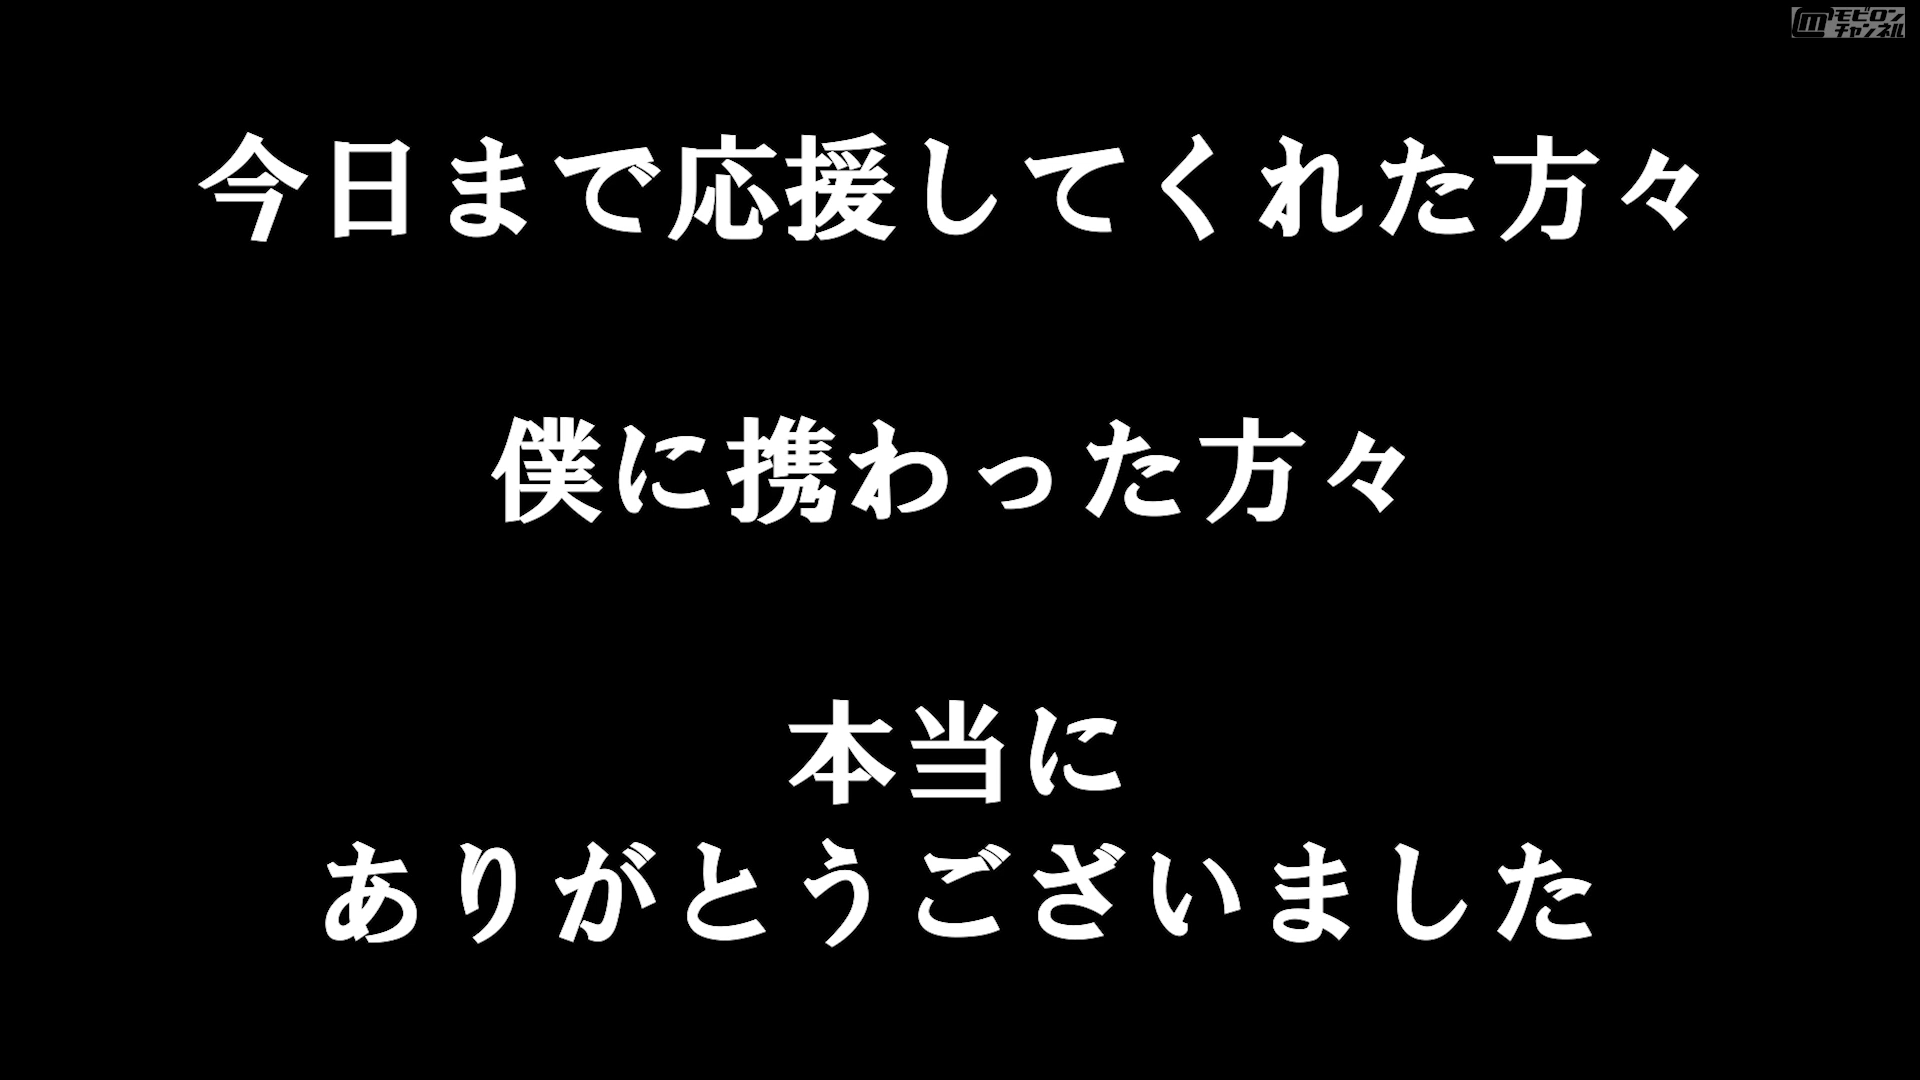 モビロン
チャンネル
今日まで応援してくれた方々
僕に携わった方々
本当に
ありがとうございました